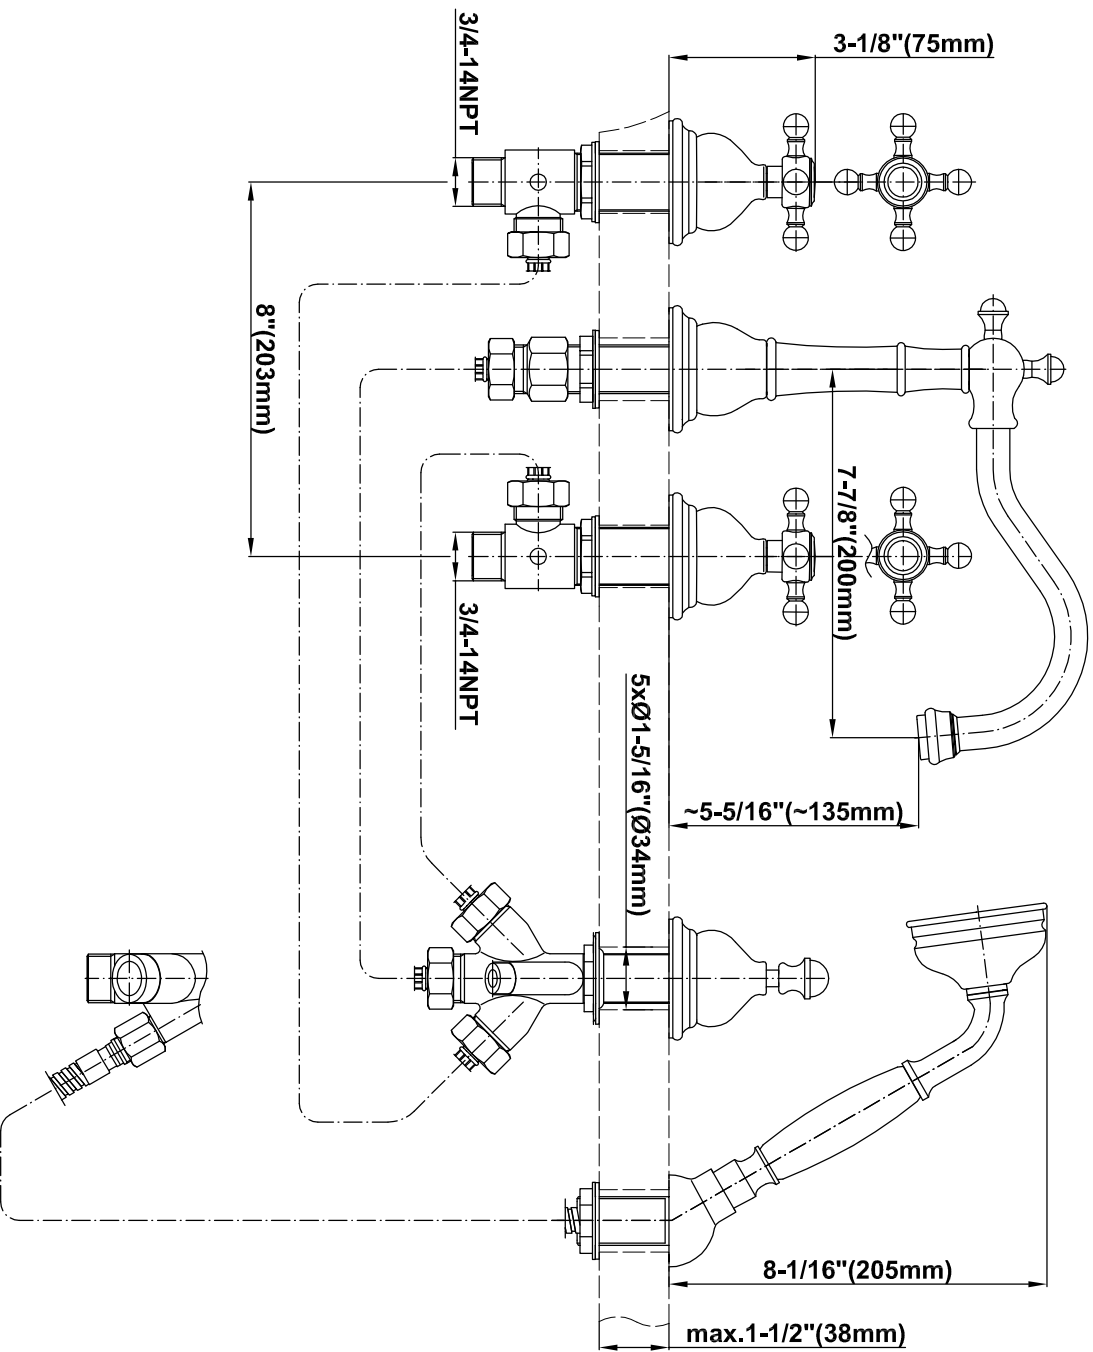 3-1/8"(75mm)
3/4-14NPT
8"(203mm)
7-7/8"(200mm)
3/4-14NPT
5xØ1-5/16"(Ø34mm)
~5-5/16"(~135mm)
8-1/16"(205mm)
max.1-1/2"(38mm)